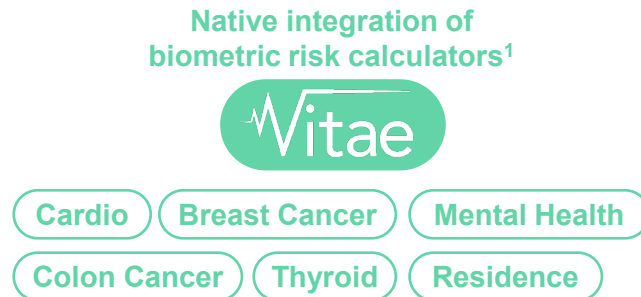 Native integration of
biometric risk calculators¹
Vitae
Cardio Breast Cancer Mental Health
Colon Cancer Thyroid Residence